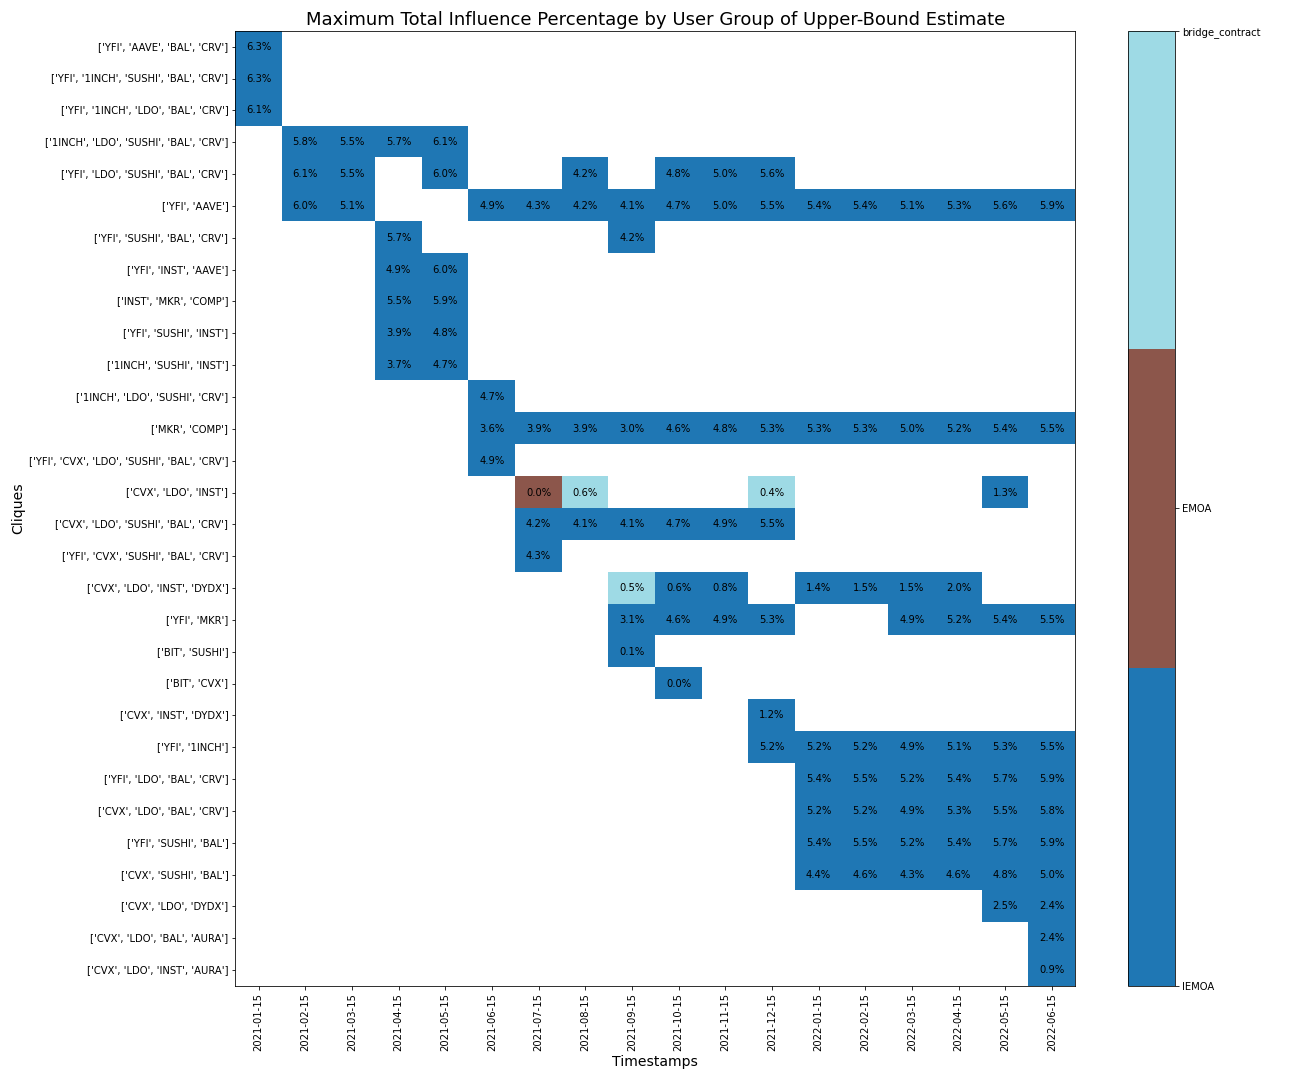 Maximum Total Influence Percentage by User Group of Upper-Bound Estimate
['YFI', 'AAVE', 'BAL', 'CRV'] 6.3%
['YFI', '1INCH', 'SUSHI', 'BAL', 'CRV'] 6.3%
['YFI', '1INCH', 'LDO', 'BAL', 'CRV'] 6.1%
['1INCH', 'LDO', 'SUSHI', 'BAL', 'CRV'] 5.8% 5.5% 5.7% 6.1%
['YFI', 'LDO', 'SUSHI', 'BAL', 'CRV'] 6.1% 5.5% 6.0% 4.2% 4.8% 5.0% 5.6%
['YFI', 'AAVE'] 6.0% 5.1% 4.9% 4.3% 4.2% 4.1% 4.7% 5.0% 5.5% 5.4% 5.4% 5.1% 5.3% 5.6% 5.9%
['YFI', 'SUSHI', 'BAL', 'CRV'] 5.7% 4.2%
['YFI', 'INST', 'AAVE'] 4.9% 6.0%
['INST', 'MKR', 'COMP'] 5.5% 5.9%
['YFI', 'SUSHI', 'INST'] 3.9% 4.8%
['1INCH', 'SUSHI', 'INST'] 3.7% 4.7%
['1INCH', 'LDO', 'SUSHI', 'CRV'] 4.7%
['MKR', 'COMP'] 3.6% 3.9% 3.9% 3.0% 4.6% 4.8% 5.3% 5.3% 5.3% 5.0% 5.2% 5.4% 5.5%
['YFI', 'CVX', 'LDO', 'SUSHI', 'BAL', 'CRV'] 4.9%
['CVX', 'LDO', 'INST'] 0.0% 0.6% 0.4% 1.3%
['CVX', 'LDO', 'SUSHI', 'BAL', 'CRV'] 4.2% 4.1% 4.1% 4.7% 4.9% 5.5%
['YFI', 'CVX', 'SUSHI', 'BAL', 'CRV'] 4.3%
['CVX', 'LDO', 'INST', 'DYDX'] 0.5% 0.6% 0.8% 1.4% 1.5% 1.5% 2.0%
['YFI', 'MKR'] 3.1% 4.6% 4.9% 5.3% 4.9% 5.2% 5.4% 5.5%
['BIT', 'SUSHI'] 0.1%
['BIT', 'CVX'] 0.0%
['CVX', 'INST', 'DYDX'] 1.2%
['YFI', '1INCH'] 5.2% 5.2% 5.2% 4.9% 5.1% 5.3% 5.5%
['YFI', 'LDO', 'BAL', 'CRV'] 5.4% 5.5% 5.2% 5.4% 5.7% 5.9%
['CVX', 'LDO', 'BAL', 'CRV'] 5.2% 5.2% 4.9% 5.3% 5.5% 5.8%
['YFI', 'SUSHI', 'BAL'] 5.4% 5.5% 5.2% 5.4% 5.7% 5.9%
['CVX', 'SUSHI', 'BAL'] 4.4% 4.6% 4.3% 4.6% 4.8% 5.0%
['CVX', 'LDO', 'DYDX'] 2.5% 2.4%
['CVX', 'LDO', 'BAL', 'AURA'] 2.4%
['CVX', 'LDO', 'INST', 'AURA'] 0.9%
Cliques
2021-01-15
2021-02-15
2021-03-15
2021-04-15
2021-05-15
2021-06-15
2021-07-15
2021-08-15
2021-09-15
2021-10-15
2021-11-15
2021-12-15
2022-01-15
2022-02-15
2022-03-15
2022-04-15
2022-05-15
2022-06-15
Timestamps
bridge_contract
EMOA
IEMOA